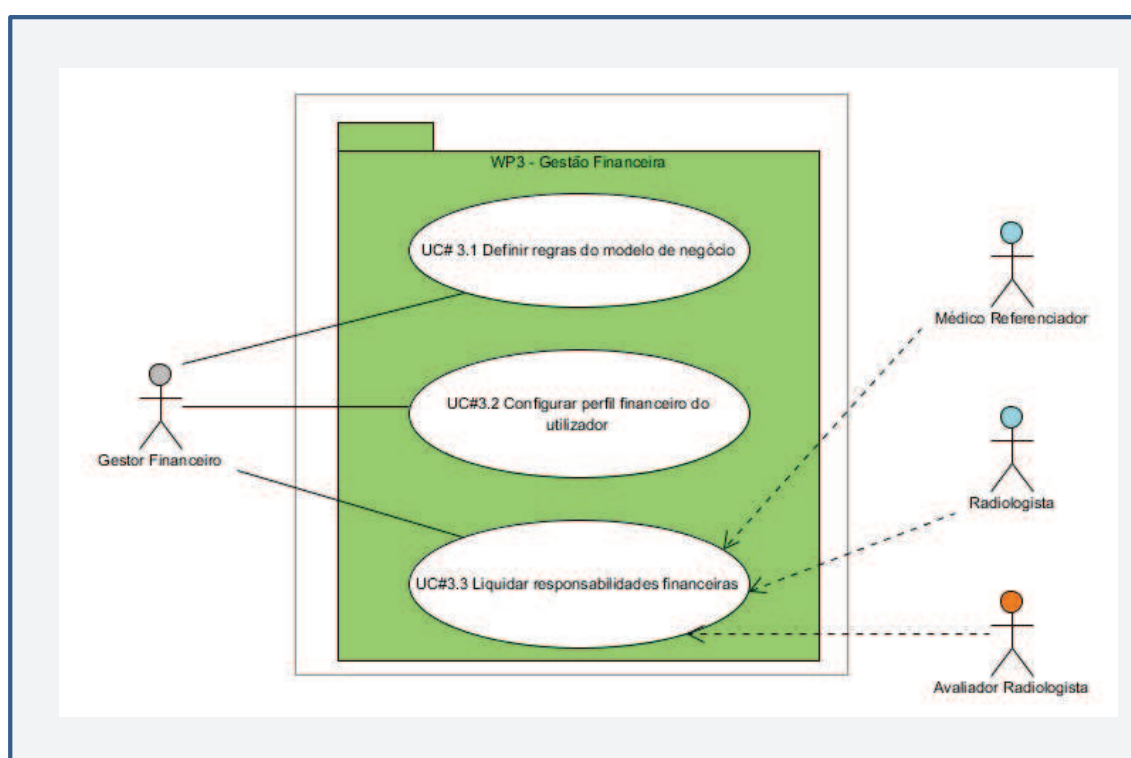 WP3 - Gestão Financeira
UC# 3.1 Definir regras do modelo de negócio
Médico Referenciador
UC#3.2 Configurar perfil financeiro do
utilizador
Gestor Financeiro
Radiologista
UC#3.3 Liquidar responsabilidades financeiras
Avaliador Radiologista